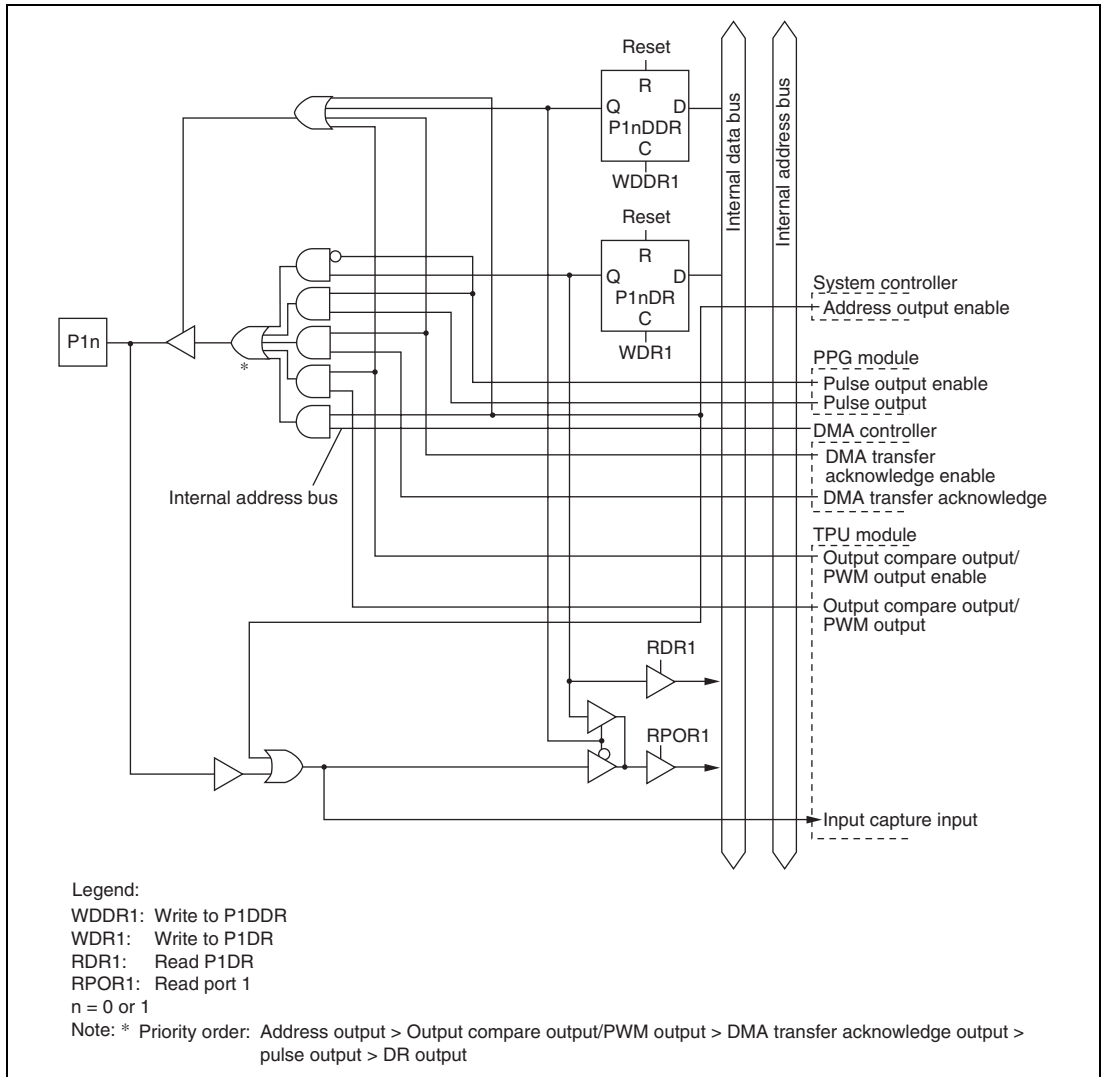 Reset
R
Q D
P1nDDR
C
WDDR1
Reset
R
Q D
P1nDR
C
WDR1
Internal data bus
Internal address bus
System controller
Address output enable
PPG module
Pulse output enable
Pulse output
DMA controller
DMA transfer
acknowledge enable
DMA transfer acknowledge
TPU module
Output compare output/
PWM output enable
Output compare output/
PWM output
Input capture input
P1n
*
Internal address bus
RDR1
RPOR1
Legend:
WDDR1: Write to P1DDR
WDR1: Write to P1DR
RDR1: Read P1DR
RPOR1: Read port 1
n = 0 or 1
Note: * Priority order: Address output > Output compare output/PWM output > DMA transfer acknowledge output >
pulse output > DR output